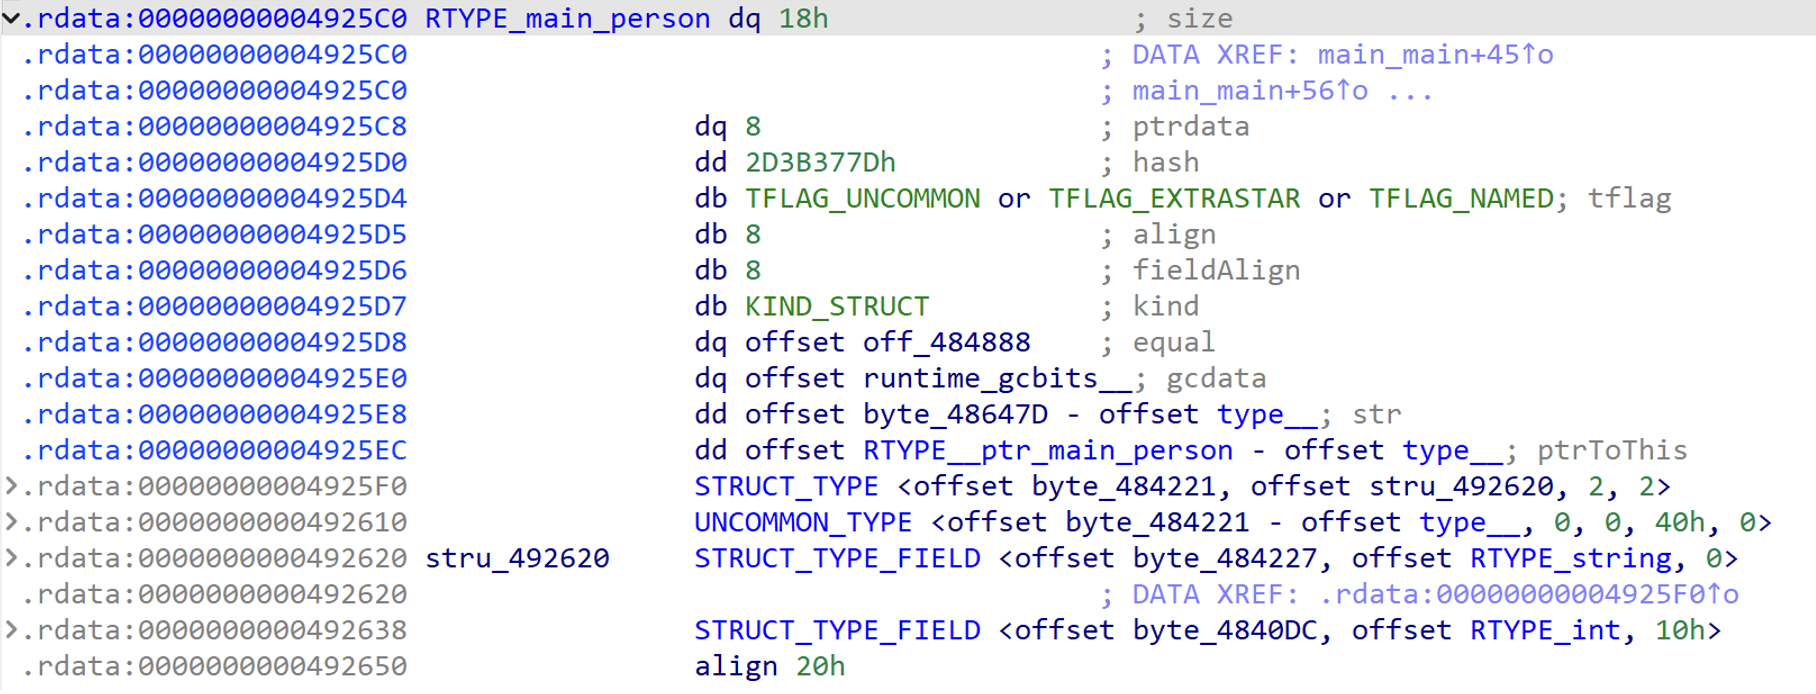 .rdata:00000000004925C0 RTYPE_main_person dq 18h ; size
.rdata:00000000004925C0 ; DATA XREF: main_main+45↑o
.rdata:00000000004925C0 ; main_main+56↑o ...
.rdata:00000000004925C8 dq 8 ; ptrdata
.rdata:00000000004925D0 dd 2D3B377Dh ; hash
.rdata:00000000004925D4 db TFLAG_UNCOMMON or TFLAG_EXTRASTAR or TFLAG_NAMED; tflag
.rdata:00000000004925D5 db 8 ; align
.rdata:00000000004925D6 db 8 ; fieldAlign
.rdata:00000000004925D7 db KIND_STRUCT ; kind
.rdata:00000000004925D8 dq offset off_484888 ; equal
.rdata:00000000004925E0 dq offset runtime_gcbits__; gcdata
.rdata:00000000004925E8 dd offset byte_48647D - offset type__; str
.rdata:00000000004925EC dd offset RTYPE__ptr_main_person - offset type__; ptrToThis
.rdata:00000000004925F0 STRUCT_TYPE <offset byte_484221, offset stru_492620, 2, 2>
.rdata:0000000000492610 UNCOMMON_TYPE <offset byte_484221 - offset type__, 0, 0, 40h, 0>
.rdata:0000000000492620 stru_492620 STRUCT_TYPE_FIELD <offset byte_484227, offset RTYPE_string, 0>
.rdata:0000000000492620 ; DATA XREF: .rdata:00000000004925F0↑o
.rdata:0000000000492638 STRUCT_TYPE_FIELD <offset byte_4840DC, offset RTYPE_int, 10h>
.rdata:0000000000492650 align 20h